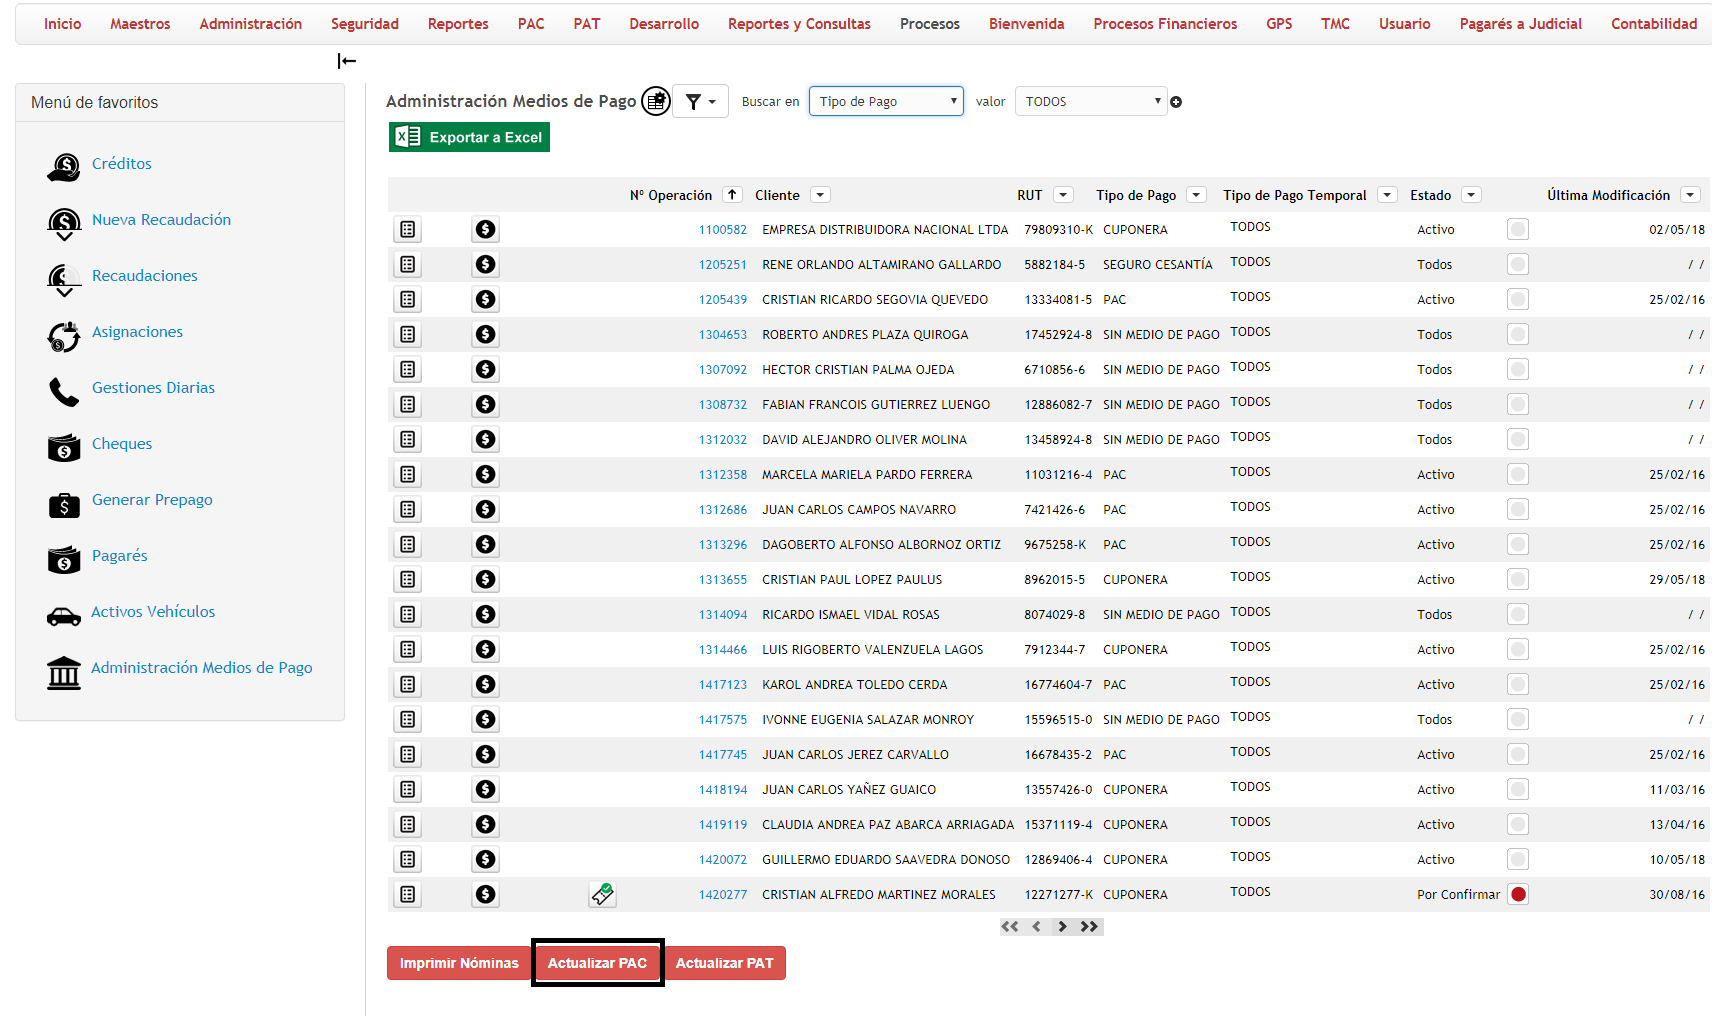 Inicio Maestros Administración Seguridad Reportes PAC PAT Desarrollo Reportes y Consultas Procesos Bienvenida Procesos Financieros GPS TMC Usuario Pagarés a Judicial Contabilidad
Menú de favoritos
Créditos
Nueva Recaudación
Recaudaciones
Asignaciones
Gestiones Diarias
Cheques
Generar Prepago
Pagarés
Activos Vehículos
Administración Medios de Pago
Administración Medios de Pago Buscar en Tipo de Pago valor TODOS
Exportar a Excel
Nº Operación Cliente RUT Tipo de Pago Tipo de Pago Temporal Estado Última Modificación
1100582 EMPRESA DISTRIBUIDORA NACIONAL LTDA 79809310-K CUPONERA TODOS Activo 02/05/18
1205251 RENE ORLANDO ALTAMIRANO GALLARDO 5882184-5 SEGURO CESANTÍA TODOS Todos / /
1205439 CRISTIAN RICARDO SEGOVIA QUEVEDO 13334081-5 PAC TODOS Activo 25/02/16
1304653 ROBERTO ANDRES PLAZA QUIROGA 17452924-8 SIN MEDIO DE PAGO TODOS Todos / /
1307092 HECTOR CRISTIAN PALMA OJEDA 6710856-6 SIN MEDIO DE PAGO TODOS Todos / /
1308732 FABIAN FRANCOIS GUTIERREZ LUENGO 12886082-7 SIN MEDIO DE PAGO TODOS Todos / /
1312032 DAVID ALEJANDRO OLIVER MOLINA 13458924-8 SIN MEDIO DE PAGO TODOS Todos / /
1312358 MARCELA MARIELA PARDO FERRERA 11031216-4 PAC TODOS Activo 25/02/16
1312686 JUAN CARLOS CAMPOS NAVARRO 7421426-6 PAC TODOS Activo 25/02/16
1313296 DAGOBERTO ALFONSO ALBORNOZ ORTIZ 9675258-K PAC TODOS Activo 25/02/16
1313655 CRISTIAN PAUL LOPEZ PAULUS 8962015-5 CUPONERA TODOS Activo 29/05/18
1314094 RICARDO ISMAEL VIDAL ROSAS 8074029-8 SIN MEDIO DE PAGO TODOS Todos / /
1314466 LUIS RIGOBERTO VALENZUELA LAGOS 7912344-7 CUPONERA TODOS Activo 25/02/16
1417123 KAROL ANDREA TOLEDO CERDA 16774604-7 PAC TODOS Activo 25/02/16
1417575 IVONNE EUGENIA SALAZAR MONROY 15596515-0 SIN MEDIO DE PAGO TODOS Todos / /
1417745 JUAN CARLOS JEREZ CARVALLO 16678435-2 PAC TODOS Activo 25/02/16
1418194 JUAN CARLOS YAÑEZ GUAICO 13557426-0 CUPONERA TODOS Activo 11/03/16
1419119 CLAUDIA ANDREA PAZ ABARCA ARRIAGADA 15371119-4 CUPONERA TODOS Activo 13/04/16
1420072 GUILLERMO EDUARDO SAAVEDRA DONOSO 12869406-4 CUPONERA TODOS Activo 10/05/18
1420277 CRISTIAN ALFREDO MARTINEZ MORALES 12271277-K CUPONERA TODOS Por Confirmar 30/08/16
Imprimir Nóminas Actualizar PAC Actualizar PAT